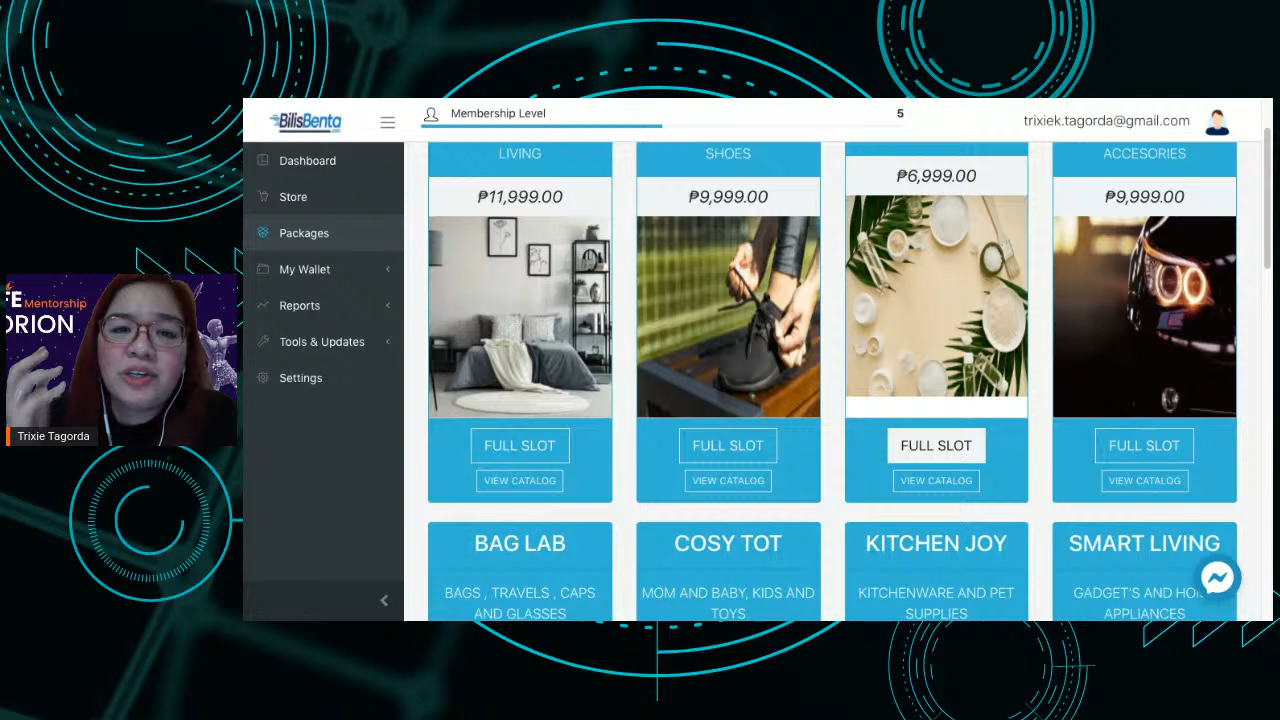 FE Mentorship
ORION
Trixie Tagorda
BilisBenta
Membership Level
5
trixiek.tagorda@gmail.com
Dashboard
Store
Packages
My Wallet
Reports
Tools & Updates
Settings
LIVING
SHOES
ACCESORIES
₱11,999.00
₱9,999.00
₱6,999.00
₱9,999.00
FULL SLOT
FULL SLOT
FULL SLOT
FULL SLOT
VIEW CATALOG
VIEW CATALOG
VIEW CATALOG
VIEW CATALOG
BAG LAB
COSY TOT
KITCHEN JOY
SMART LIVING
BAGS , TRAVELS , CAPS
AND GLASSES
MOM AND BABY, KIDS AND
TOYS
KITCHENWARE AND PET
SUPPLIES
GADGET'S AND
APPLIANCES